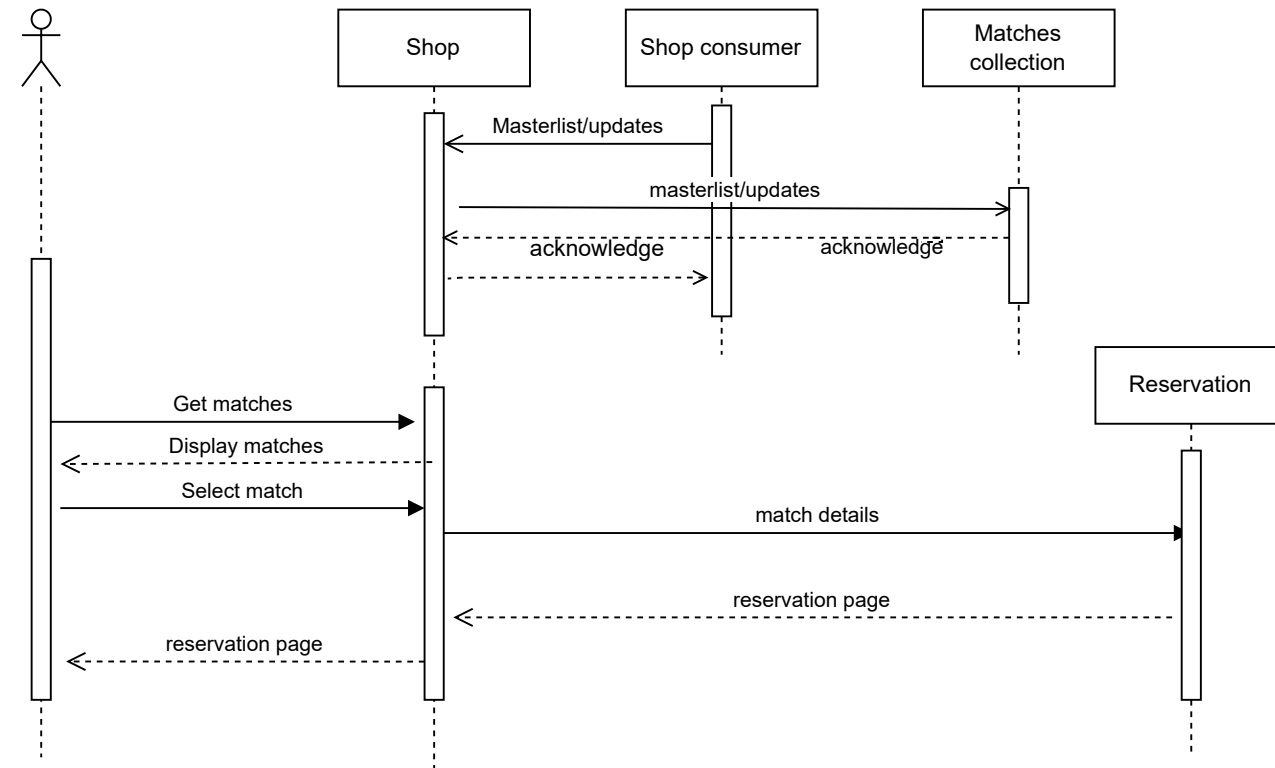 Shop
Shop consumer
Matches
collection
Masterlist/updates
masterlist/updates
acknowledge
acknowledge
Reservation
Get matches
Display matches
Select match
match details
reservation page
reservation page